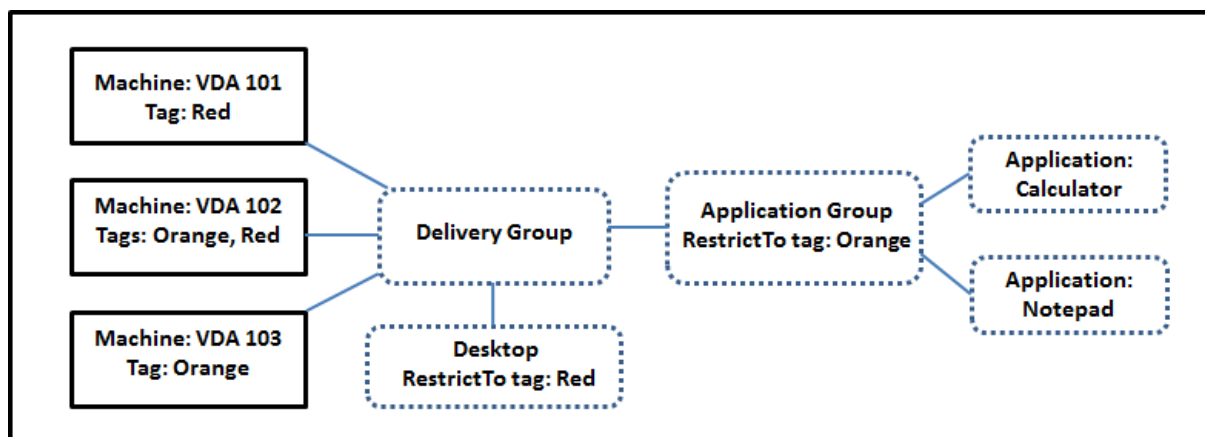 Machine: VDA 101
Tag: Red
Machine: VDA 102
Tags: Orange, Red
Machine: VDA 103
Tag: Orange
Delivery Group
Desktop
RestrictTo tag: Red
Application Group
RestrictTo tag: Orange
Application:
Calculator
Application:
Notepad